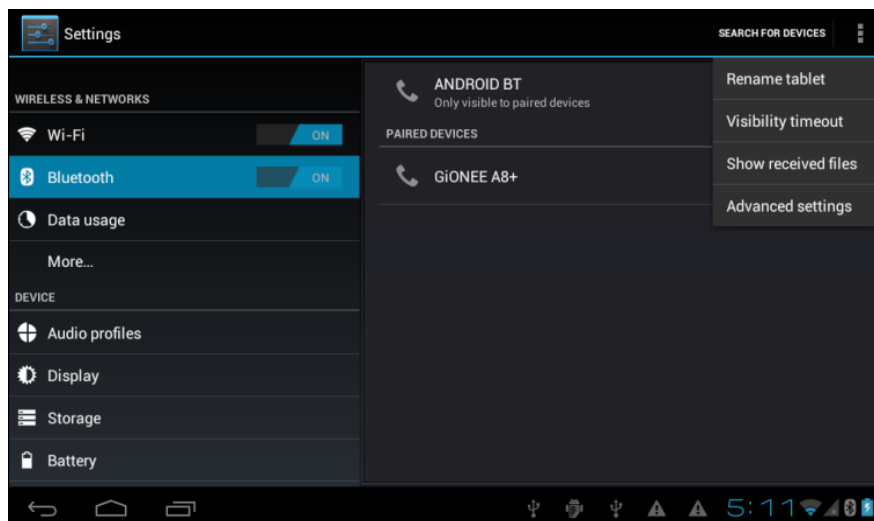 Settings
SEARCH FOR DEVICES
WIRELESS & NETWORKS
Wi-Fi
ON
Bluetooth
ON
Data usage
More...
DEVICE
Audio profiles
Display
Storage
Battery
ANDROID BT
Only visible to paired devices
PAIRED DEVICES
GiONEE A8+
Rename tablet
Visibility timeout
Show received files
Advanced settings
5:11